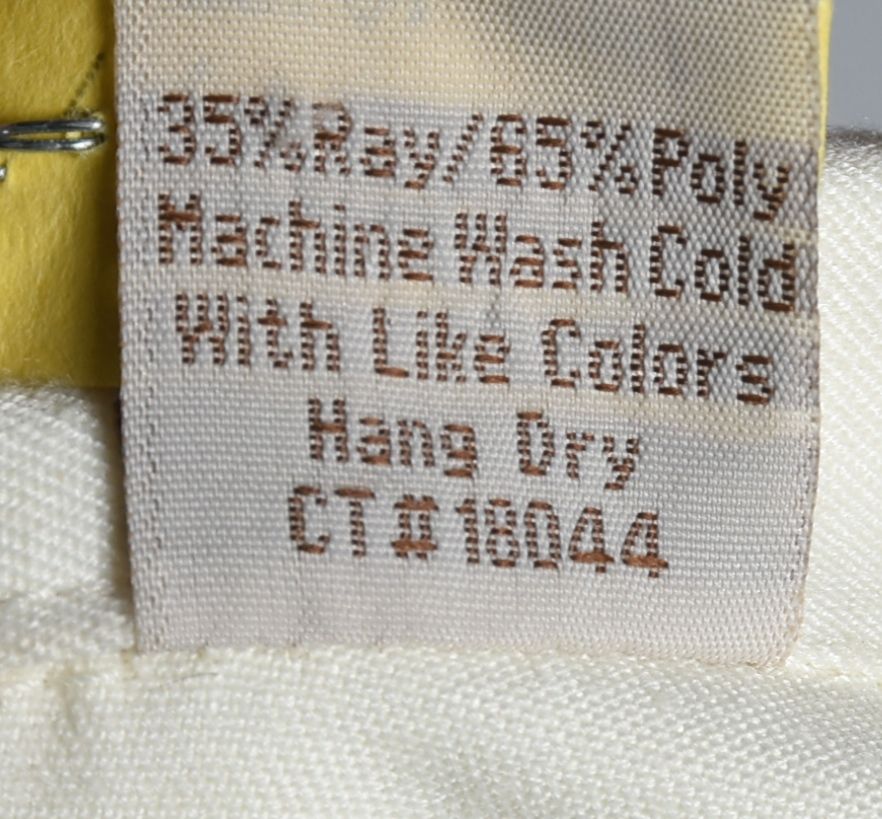 35%Ray/65%Poly
Machine Wash Cold
With Like Colors
Hang Dry
CT#18044